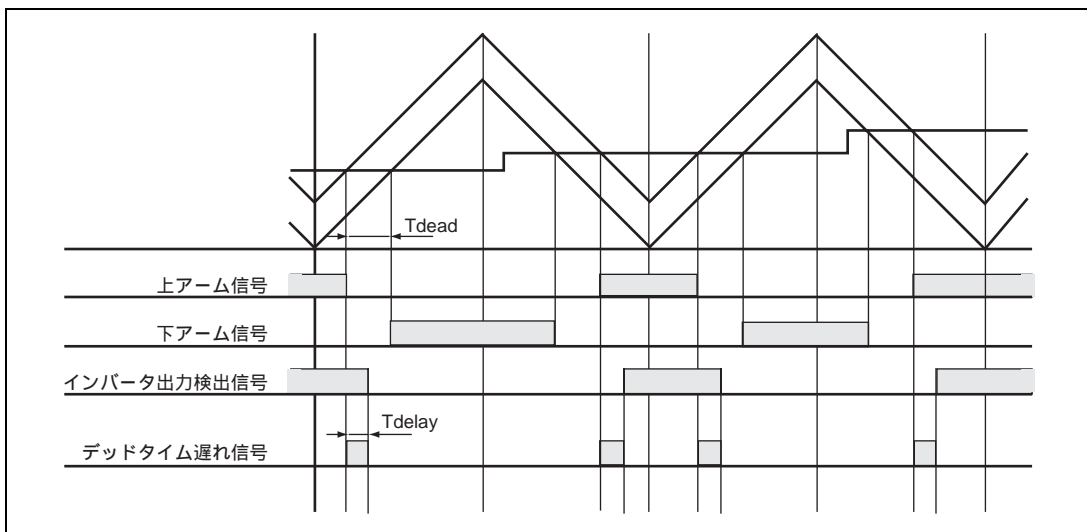 Tdead
上アーム信号
下アーム信号
インバータ出力検出信号
Tdelay
デッドタイム遅れ信号